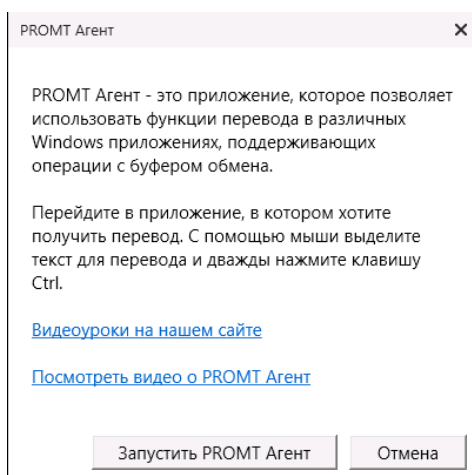 PROMT Агент
PROMT Агент - это приложение, которое позволяет
использовать функции перевода в различных
Windows приложениях, поддерживающих
операции с буфером обмена.
Перейдите в приложение, в котором хотите
получить перевод. С помощью мыши выделите
текст для перевода и дважды нажмите клавишу
Ctrl.
Видеоуроки на нашем сайте
Посмотреть видео о PROMT Агент
Запустить PROMT Агент
Отмена